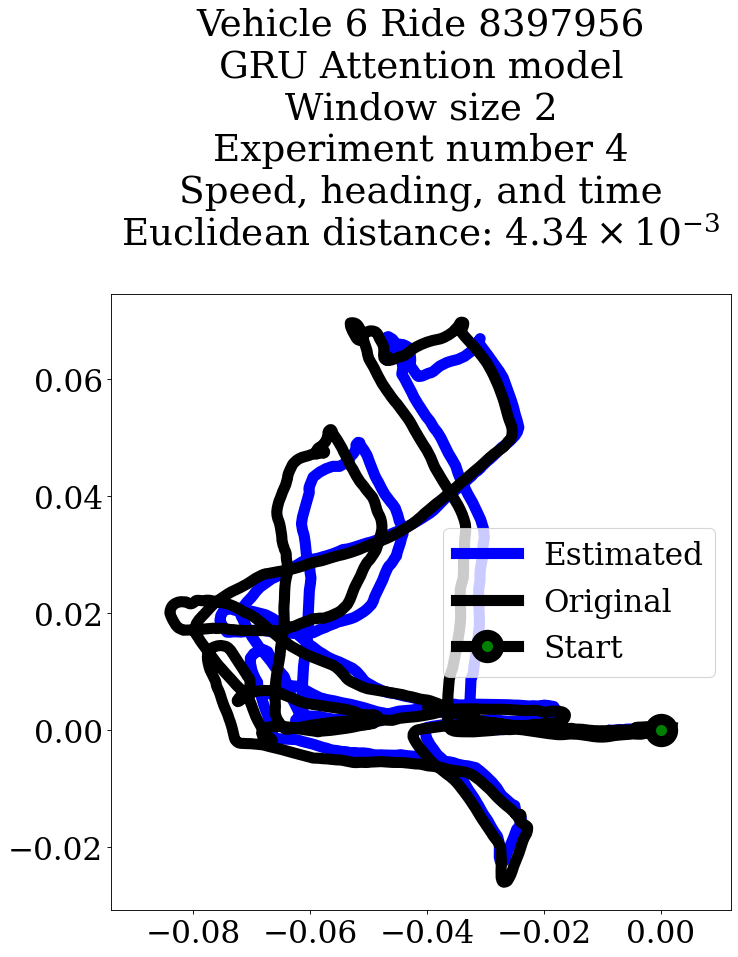 Vehicle 6 Ride 8397956
GRU Attention model
Window size 2
Experiment number 4
Speed, heading, and time
Euclidean distance: 4.34 × 10⁻³
0.06
0.04
0.02
0.00
−0.02
Estimated
Original
Start
−0.08 −0.06 −0.04 −0.02 0.00